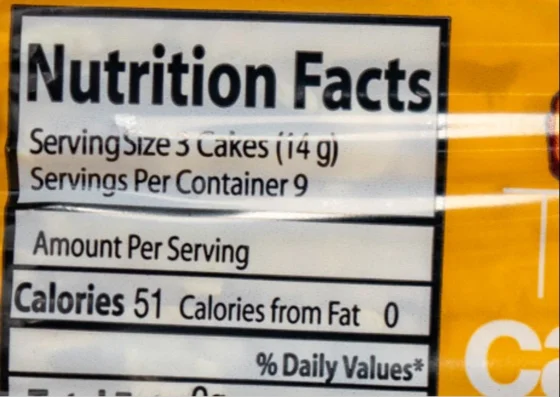 Nutrition Facts
Serving Size 3 Cakes (14 g)
Servings Per Container 9
Amount Per Serving
Calories 51 Calories from Fat 0
% Daily Values*